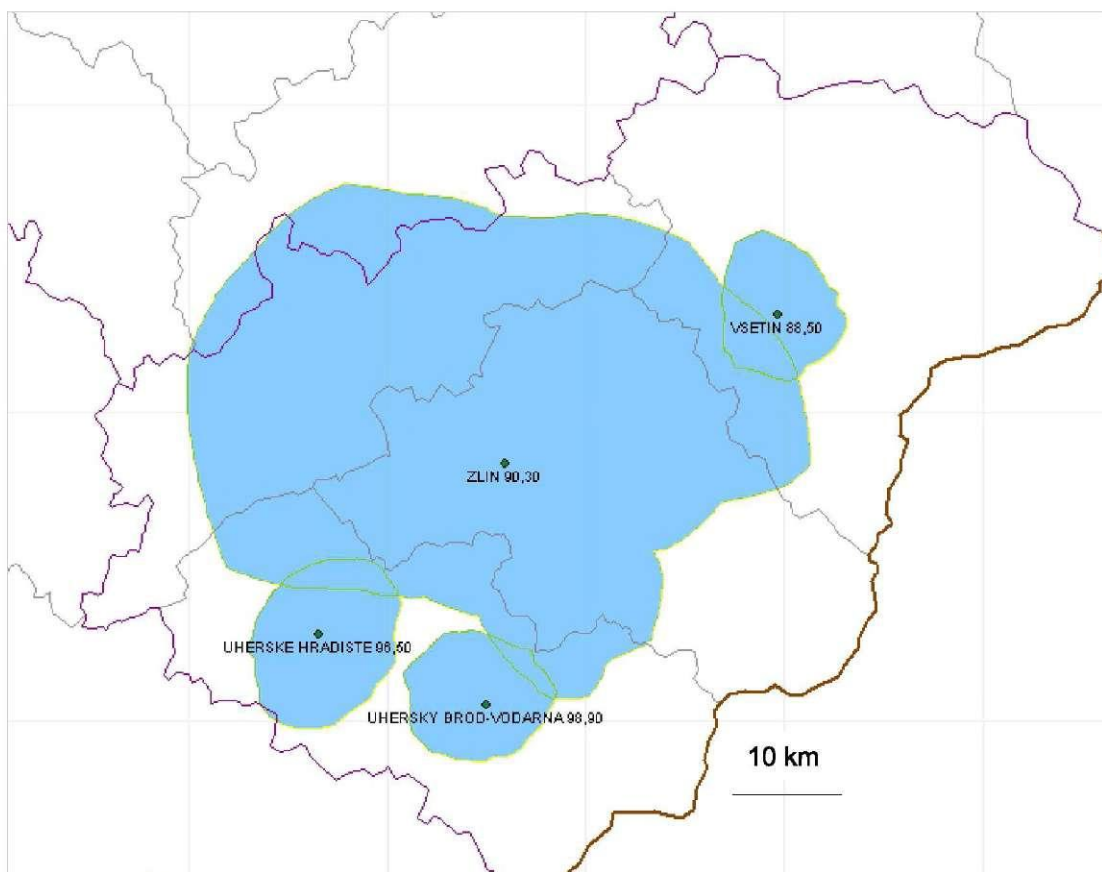 VSETIN 88,50
ZLIN 90,30
UHERSKE HRADISTE 96,50
UHERSKY BROD-VODARNA 98,90
10 km